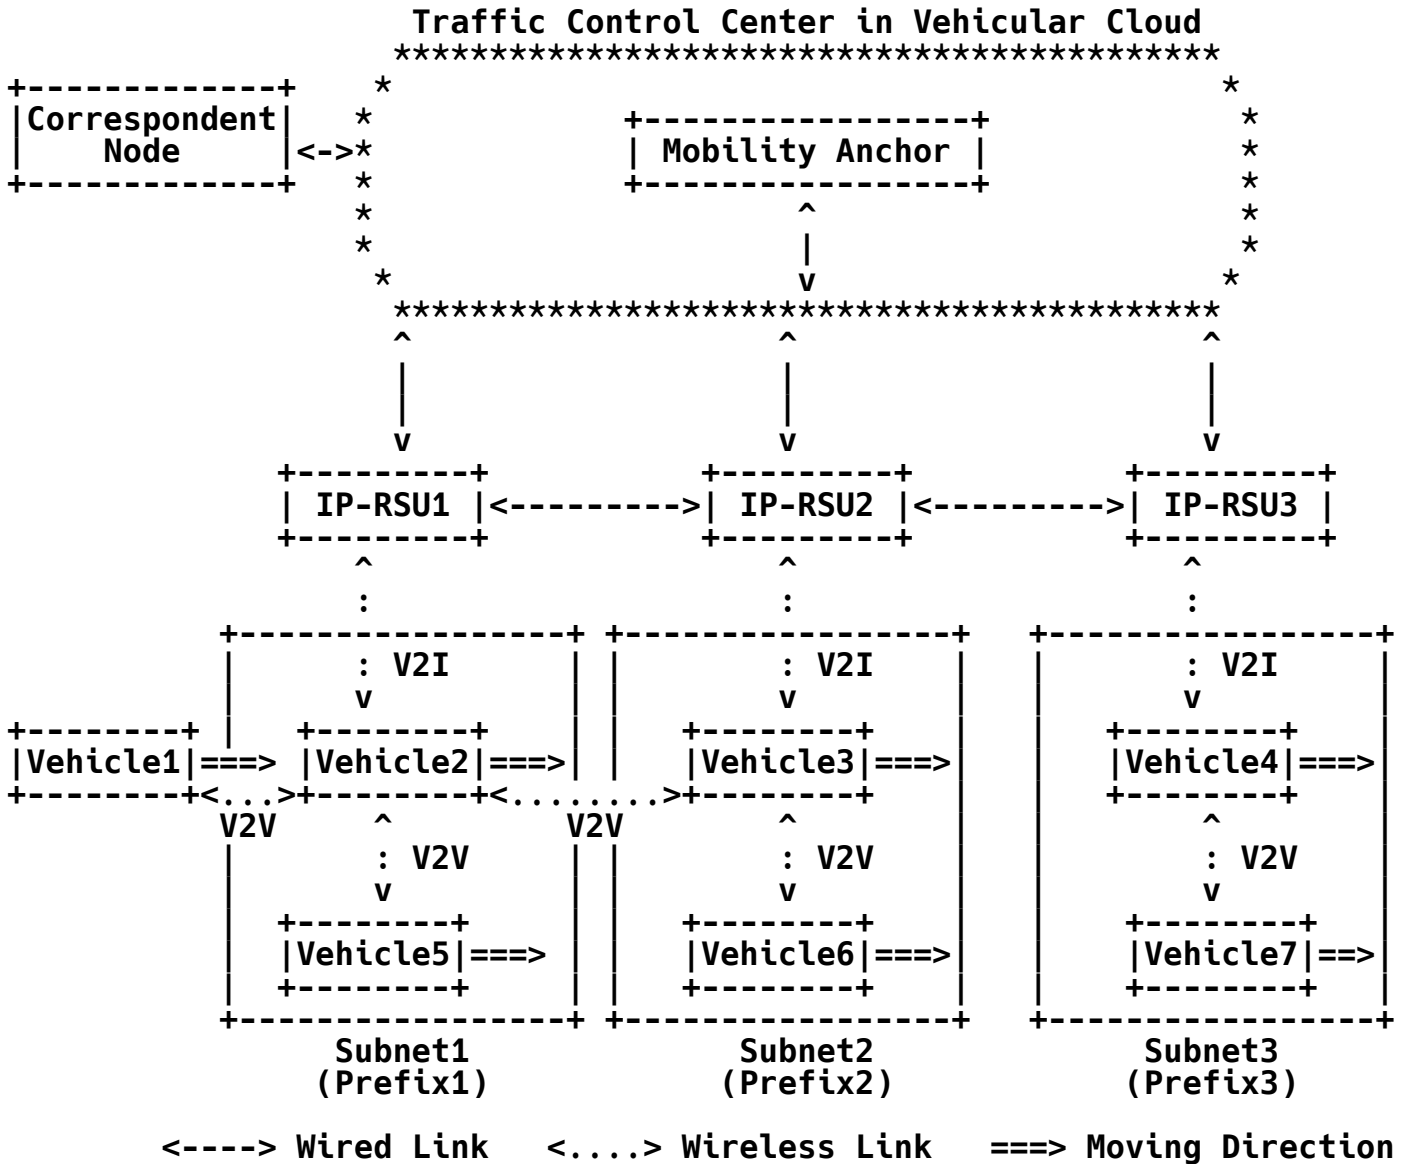 Traffic Control Center in Vehicular Cloud
Correspondent
Node
Mobility Anchor
IP-RSU1 IP-RSU2 IP-RSU3
V2I V2I V2I
Vehicle1 Vehicle2 Vehicle3 Vehicle4
V2V V2V
V2V V2V V2V
Vehicle5 Vehicle6 Vehicle7
Subnet1 Subnet2 Subnet3
(Prefix1) (Prefix2) (Prefix3)
<----> Wired Link <....> Wireless Link ===> Moving Direction